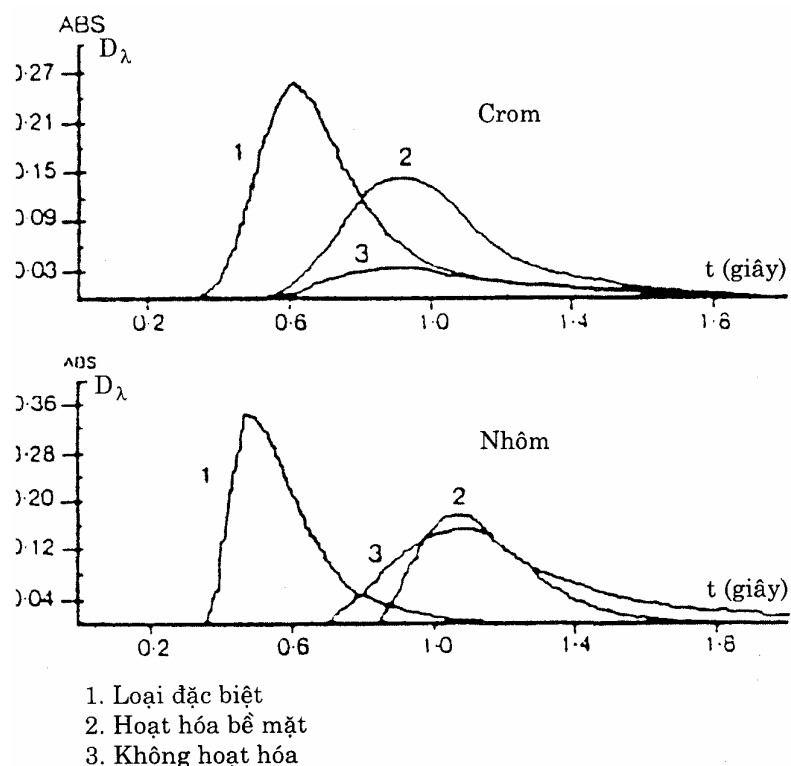 ABS
Dλ
0.27
0.21
0.15
0.09
0.03
Crom
1
2
3
t (giây)
0.2 0.6 1.0 1.4 1.8
ABS
Dλ
0.36
0.28
0.20
0.12
0.04
Nhôm
1
2
3
t (giây)
0.2 0.6 1.0 1.4 1.8
1. Loại đặc biệt
2. Hoạt hóa bề mặt
3. Không hoạt hóa